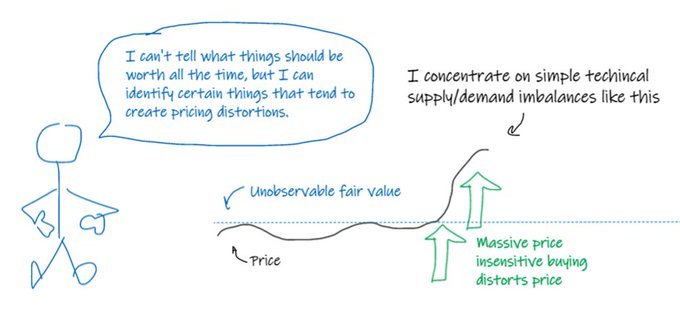 I can't tell what things should be
worth all the time, but I can
identify certain things that tend to
create pricing distortions.
I concentrate on simple techincal
supply/demand imbalances like this
Unobservable fair value
Price
Massive price
insensitive buying
distorts price